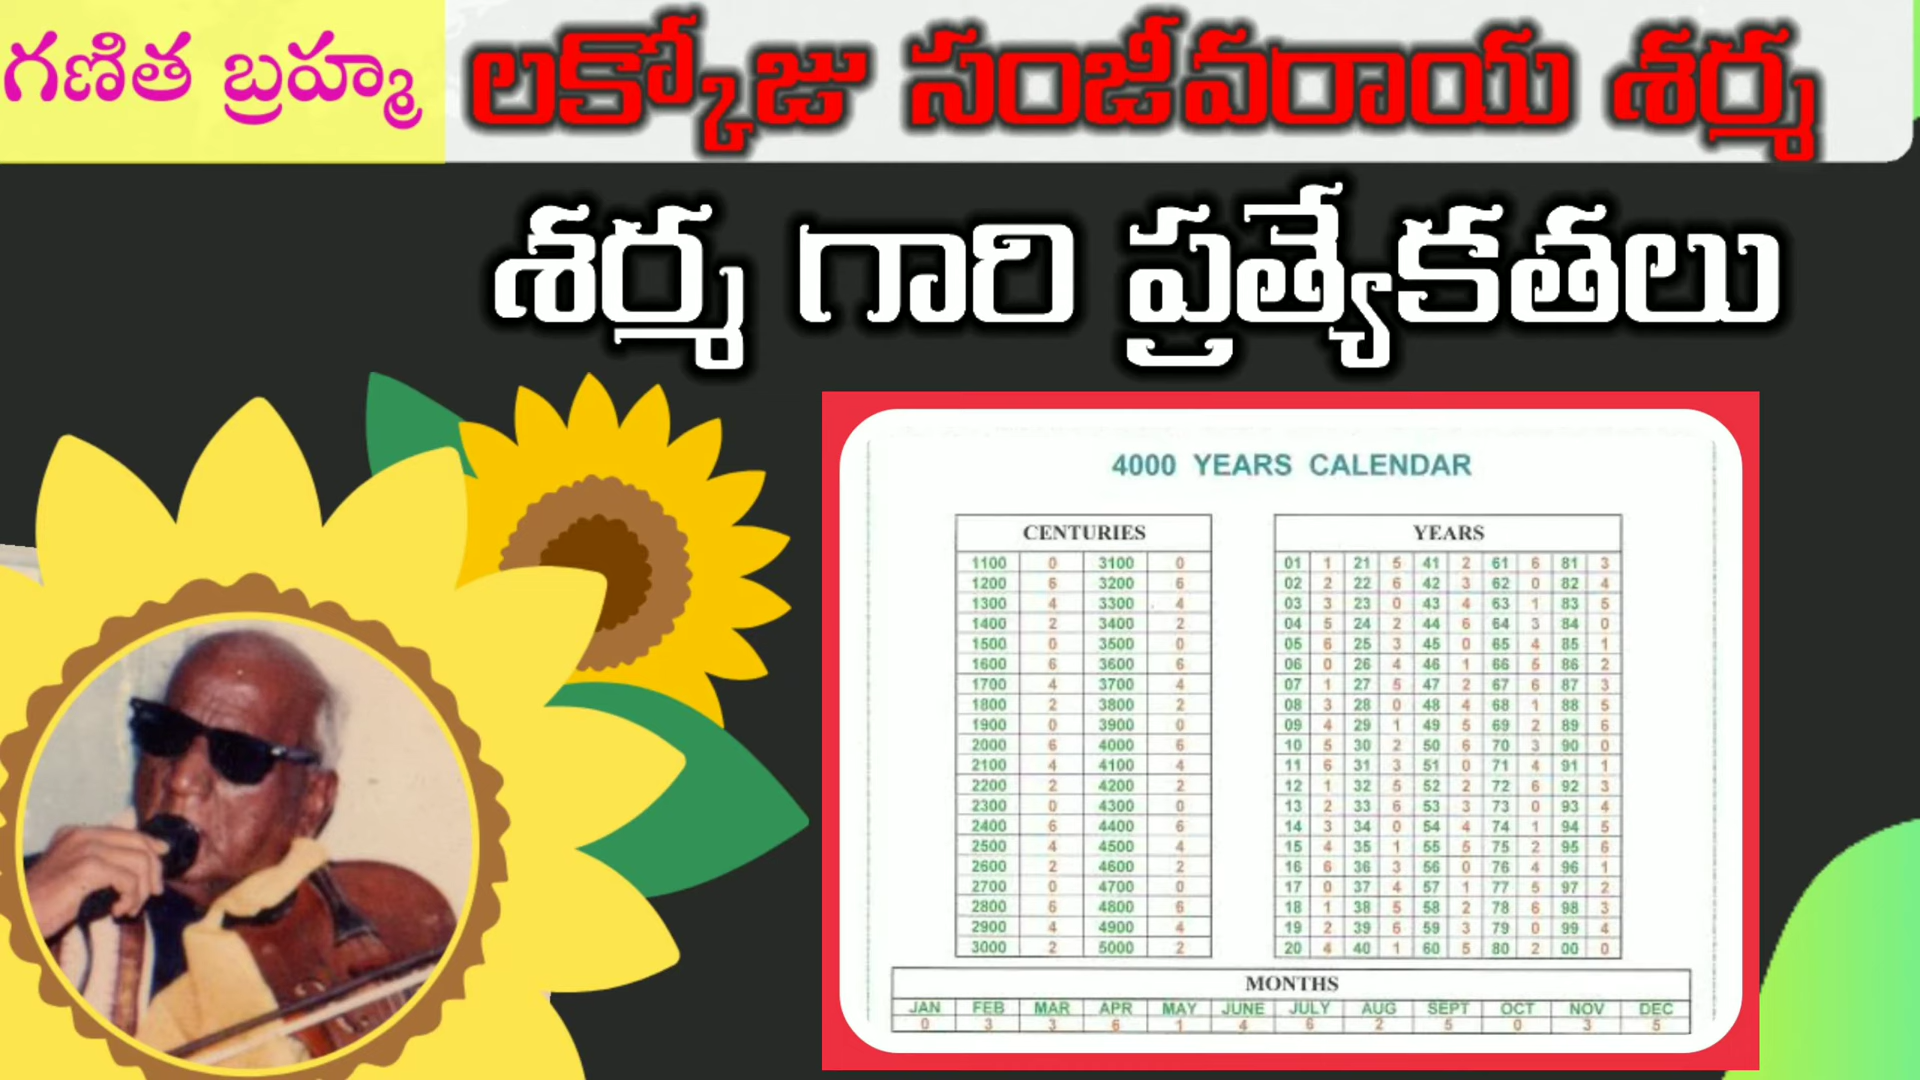 గణిత బ్రహ్మ లక్కోజు సంజీవరాయ శర్మ
శర్మ గారి ప్రత్యేకతలు
4000 YEARS CALENDAR
CENTURIES
1100 0 3100 0
1200 6 3200 6
1300 4 3300 4
1400 2 3400 2
1500 0 3500 0
1600 6 3600 6
1700 4 3700 4
1800 2 3800 2
1900 0 3900 0
2000 6 4000 6
2100 4 4100 4
2200 2 4200 2
2300 0 4300 0
2400 6 4400 6
2500 4 4500 4
2600 2 4600 2
2700 0 4700 0
2800 6 4800 6
2900 4 4900 4
3000 2 5000 2
YEARS
01 1 21 5 41 2 61 6 81 3
02 2 22 6 42 3 62 0 82 4
03 3 23 0 43 4 63 1 83 5
04 5 24 2 44 6 64 3 84 0
05 6 25 3 45 0 65 4 85 1
06 0 26 4 46 1 66 5 86 2
07 1 27 5 47 2 67 6 87 3
08 3 28 0 48 4 68 1 88 5
09 4 29 1 49 5 69 2 89 6
10 5 30 2 50 6 70 3 90 0
11 6 31 3 51 0 71 4 91 1
12 1 32 5 52 2 72 6 92 3
13 2 33 6 53 3 73 0 93 4
14 3 34 0 54 4 74 1 94 5
15 4 35 1 55 5 75 2 95 6
16 6 36 3 56 0 76 4 96 1
17 0 37 4 57 1 77 5 97 2
18 1 38 5 58 2 78 6 98 3
19 2 39 6 59 3 79 0 99 4
20 4 40 1 60 5 80 2 00 0
MONTHS
JAN FEB MAR APR MAY JUNE JULY AUG SEPT OCT NOV DEC
0 3 3 6 1 4 6 2 5 0 3 5